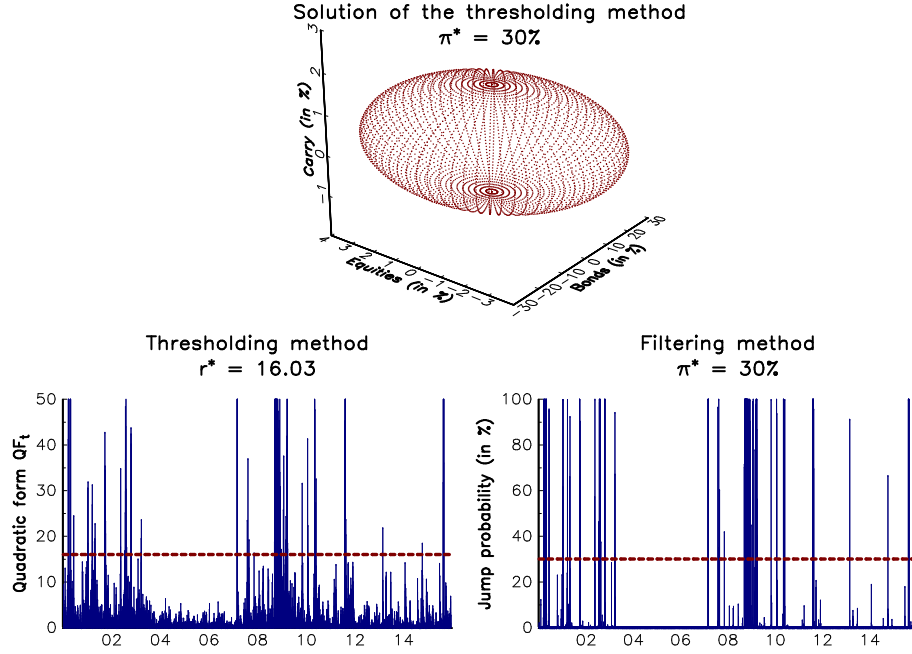 Solution of the thresholding method
π* = 30%
3
2
1
0
-1
Carry (in %)
4 3 2 1 0 -1 -2 -3
Equities (in %)
-30 -20 -10 0 10 20 30
Bonds (in %)
Thresholding method
r* = 16.03
50
40
30
20
10
0
Quadratic form QFt
02 04 06 08 10 12 14
Filtering method
π* = 30%
100
80
60
40
20
0
Jump probability (in %)
02 04 06 08 10 12 14